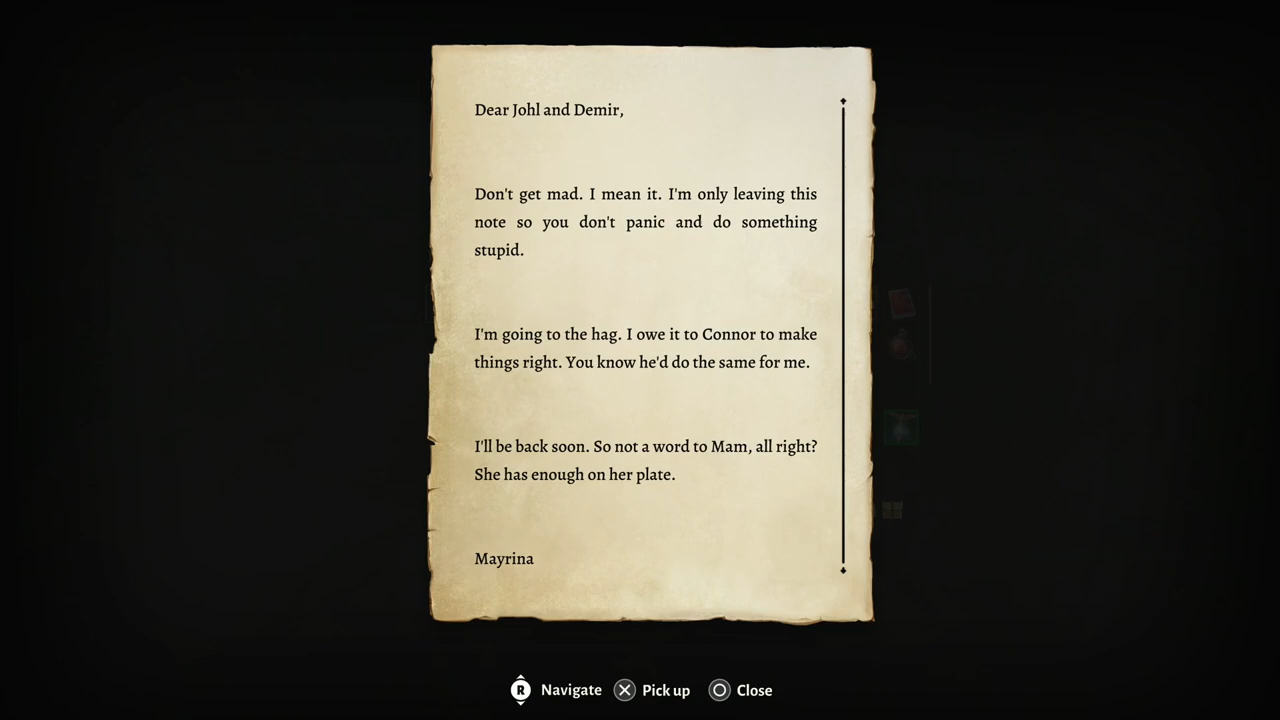 Dear Johl and Demir,
Don't get mad. I mean it. I'm only leaving this
note so you don't panic and do something
stupid.
I'm going to the hag. I owe it to Connor to make
things right. You know he'd do the same for me.
I'll be back soon. So not a word to Mam, all right?
She has enough on her plate.
Mayrina
R Navigate Pick up Close